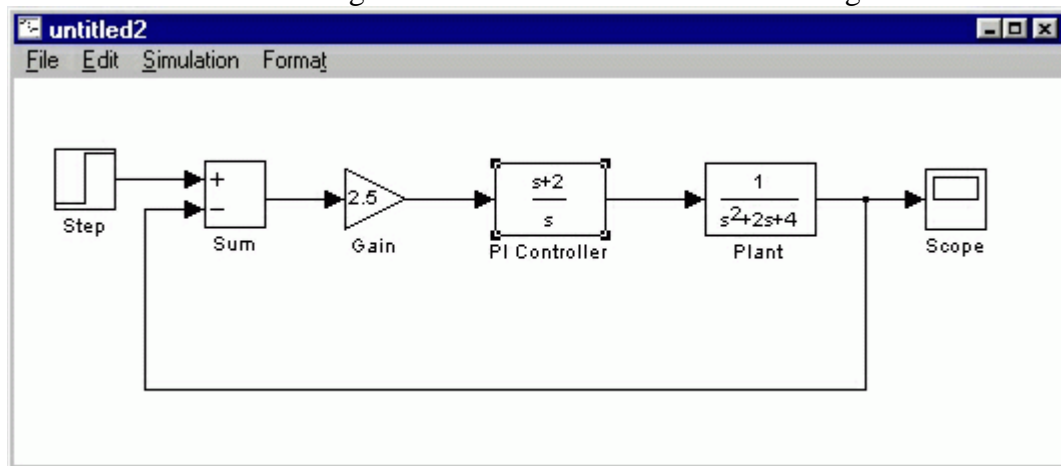 untitled2
File Edit Simulation Format
Step
+
−
Sum
2.5
Gain
s+2
s
PI Controller
1
s²+2s+4
Plant
Scope